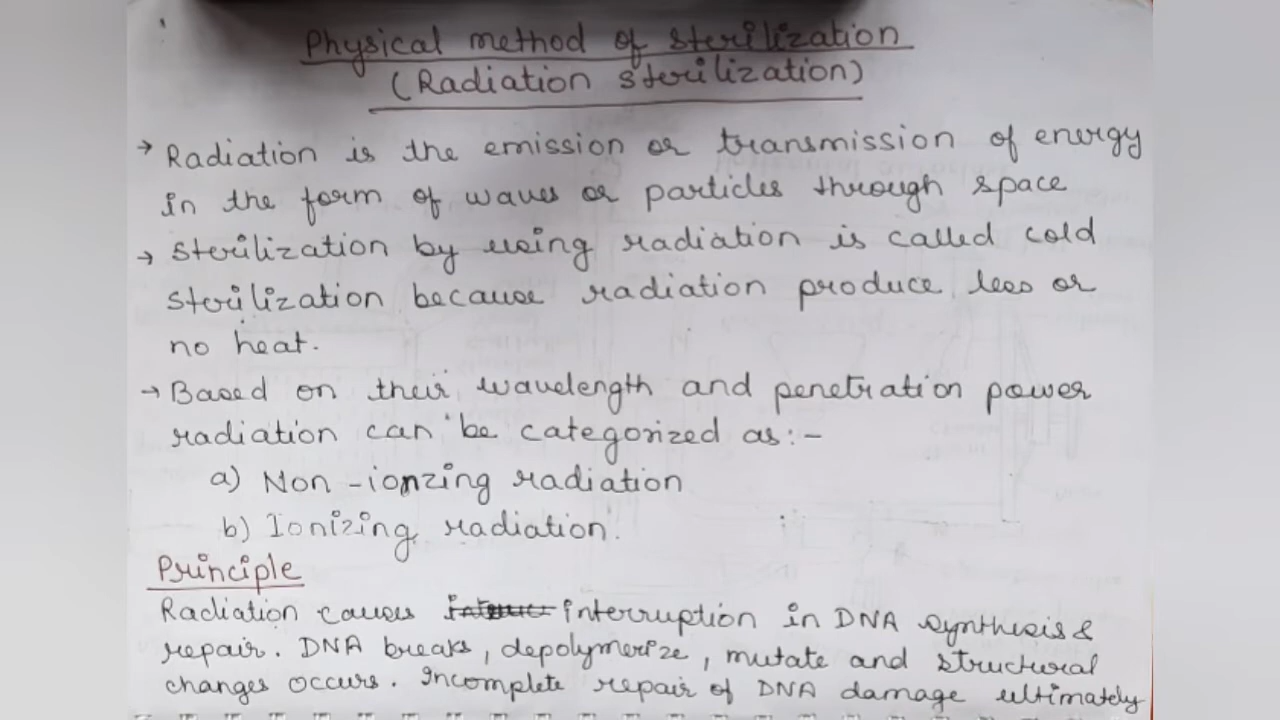 Physical method of sterilization
(Radiation sterilization)
→ Radiation is the emission or transmission of energy
in the form of waves or particles through space
→ Sterilization by using radiation is called cold
sterilization because radiation produce less or
no heat.
→ Based on their wavelength and penetration power
radiation can be categorized as:-
a) Non-ionzing radiation
b) Ionizing radiation.
Principle
Radiation causes interruption in DNA synthesis &
repair. DNA breaks, depolymerize, mutate and structural
changes occurs. Incomplete repair of DNA damage ultimately